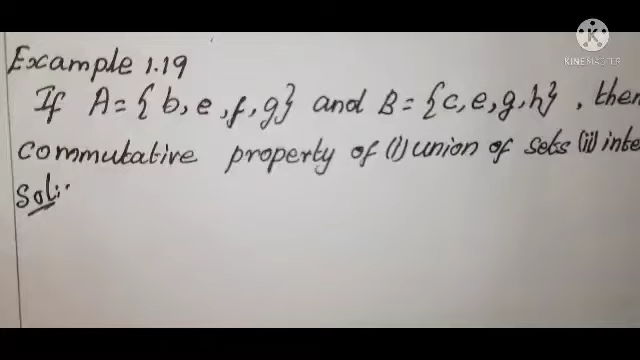 KINEMASTER
Example 1.19
If A = { b, e, f, g} and B = {c, e, g, h} , then
commutative property of (i) union of sets (ii) inte
Sol: